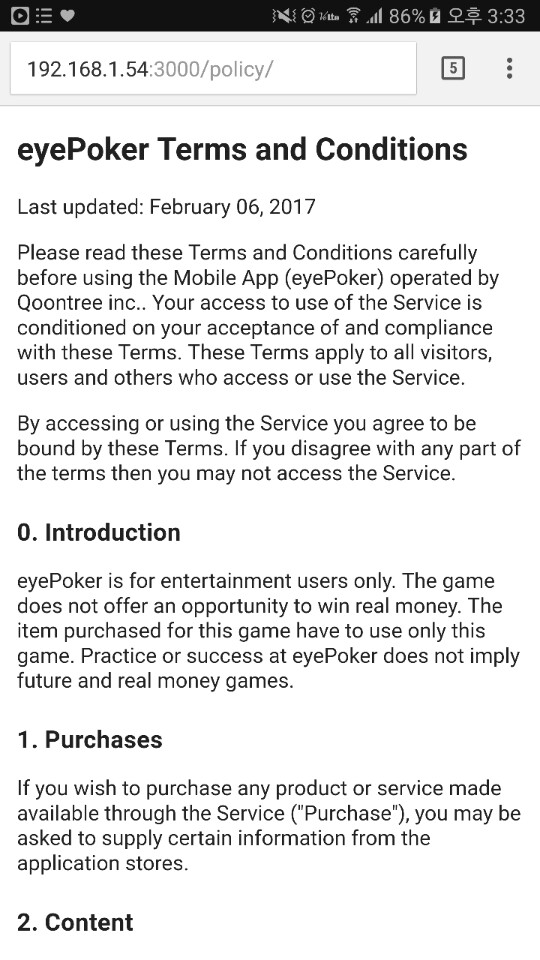 86% 오후 3:33
192.168.1.54:3000/policy/
5
eyePoker Terms and Conditions
Last updated: February 06, 2017
Please read these Terms and Conditions carefully
before using the Mobile App (eyePoker) operated by
Qoontree inc.. Your access to use of the Service is
conditioned on your acceptance of and compliance
with these Terms. These Terms apply to all visitors,
users and others who access or use the Service.
By accessing or using the Service you agree to be
bound by these Terms. If you disagree with any part of
the terms then you may not access the Service.
0. Introduction
eyePoker is for entertainment users only. The game
does not offer an opportunity to win real money. The
item purchased for this game have to use only this
game. Practice or success at eyePoker does not imply
future and real money games.
1. Purchases
If you wish to purchase any product or service made
available through the Service ("Purchase"), you may be
asked to supply certain information from the
application stores.
2. Content